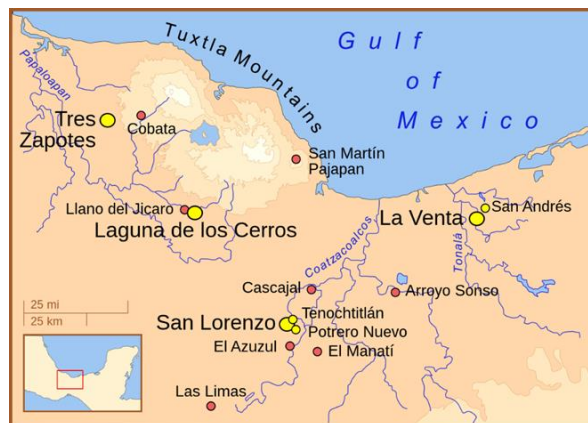 Gulf
of
Mexico
Tuxtla Mountains
Papaloapan
Tres
Zapotes
Cobata
San Martín
Pajapan
Llano del Jicaro
Laguna de los Cerros
San Andrés
La Venta
Coatzacoalcos
Tonalá
Cascajal
Arroyo Sonso
25 mi
25 km
Tenochtitlán
San Lorenzo
Potrero Nuevo
El Azuzul
El Manatí
Las Limas